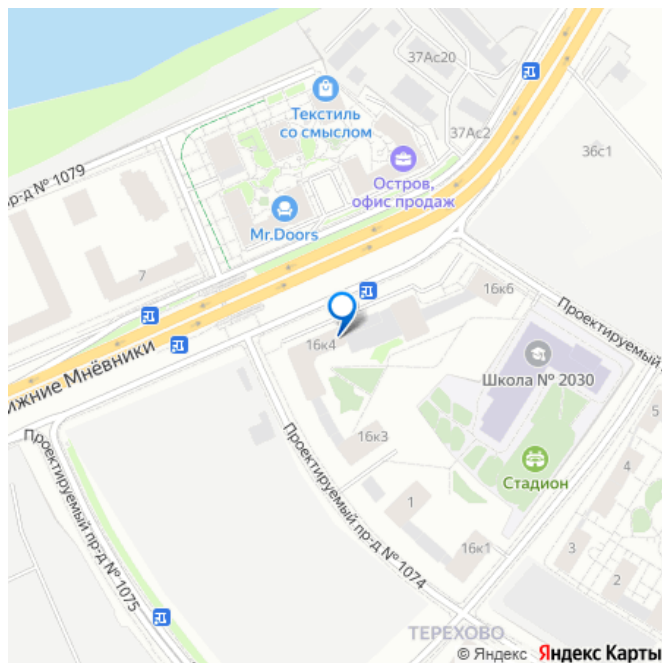 37Ас20
Текстиль
со смыслом
37Ас2
36с1
Остров,
офис продаж
пр-д № 1079
Mr.Doors
7
16к6
Проектируемый
16к4
Школа № 2030
ижние Мнёвники
5
16к3
Проектируемый пр-д № 1075
Проектируемый пр-д № 1074
4
Стадион
1
16к1
3
2
ТЕРЕХОВО
© Яндекс Яндекс Карты